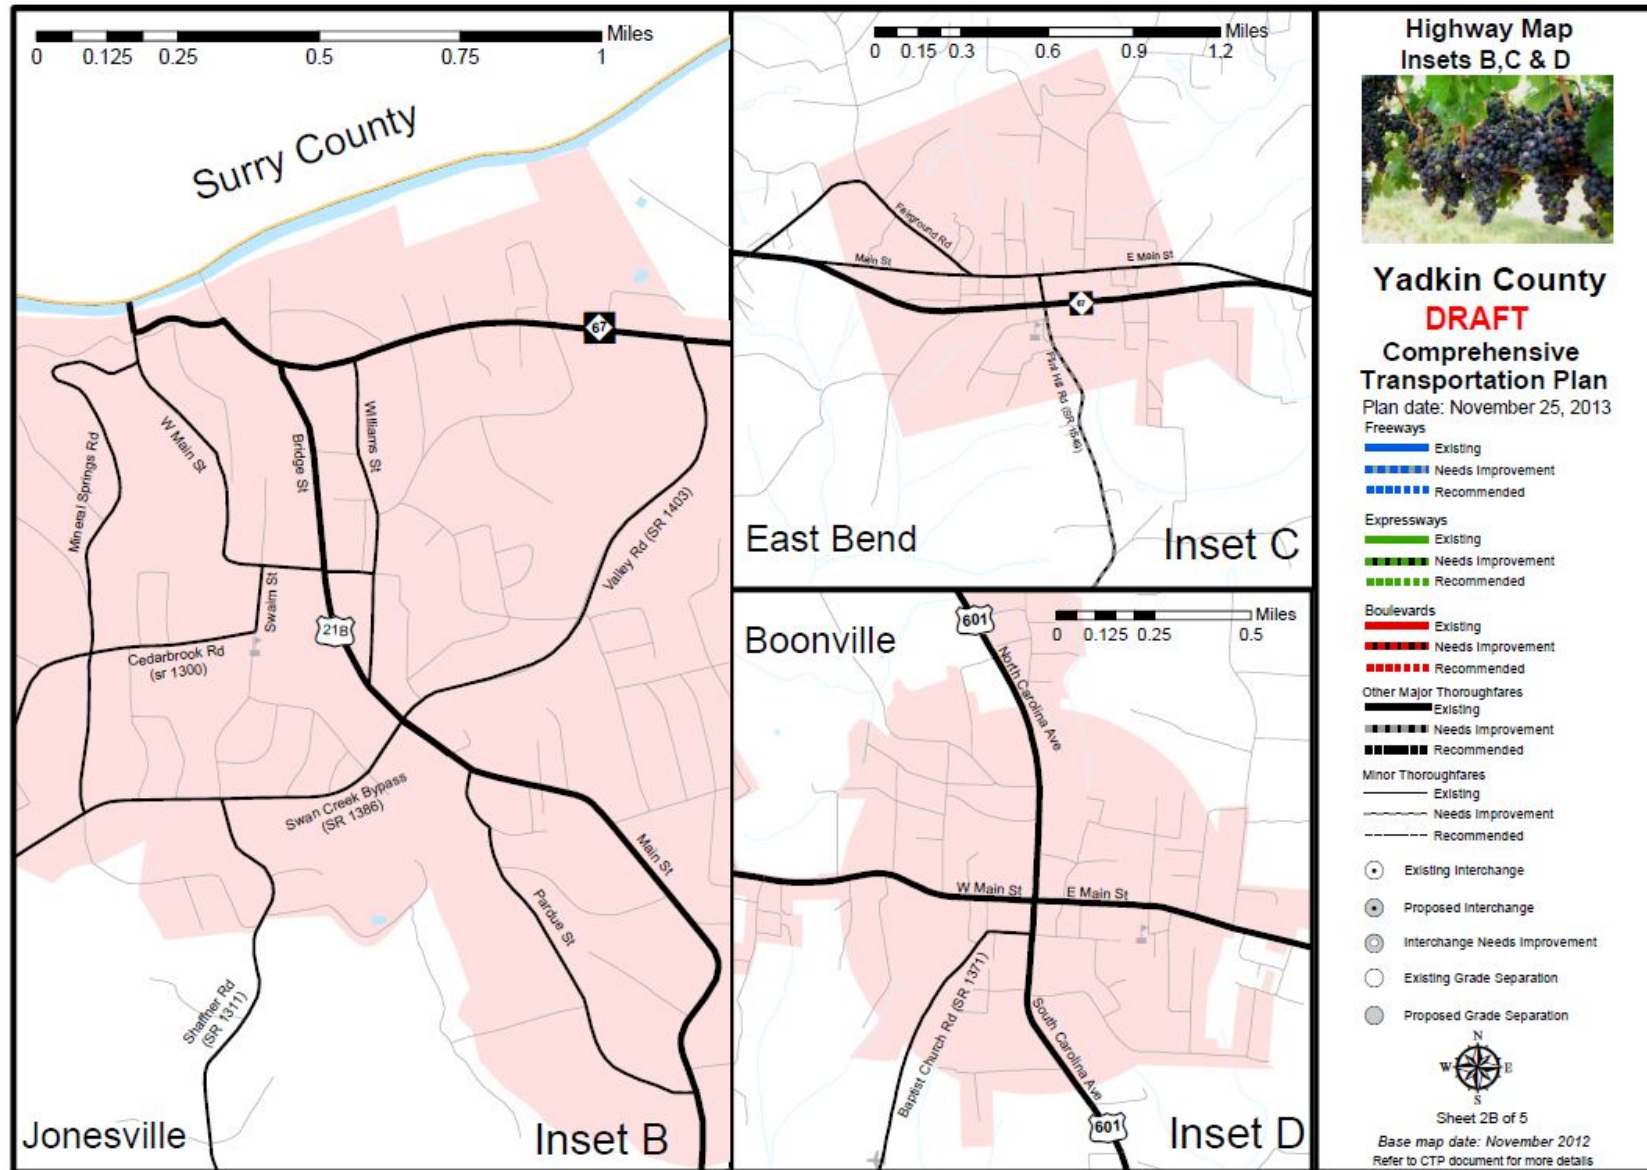 Miles
0 0.125 0.25 0.5 0.75 1
Surry County
67
Mineral Springs Rd
W Main St
Bridge St
Williams St
Valley Rd (SR 1403)
Swaim St
21B
Cedarbrook Rd
(sr 1300)
Swan Creek Bypass
(SR 1386)
Main St
Pardue St
Shaffner Rd
(SR 1311)
Jonesville
Inset B
Miles
0 0.15 0.3 0.6 0.9 1.2
Fairground Rd
Main St
E Main St
67
Flint Hill Rd (SR 1549)
East Bend
Inset C
Boonville
601
Miles
0 0.125 0.25 0.5
North Carolina Ave
W Main St
E Main St
Baptist Church Rd (SR 1371)
South Carolina Ave
601
Inset D
Highway Map
Insets B,C & D
Yadkin County
DRAFT
Comprehensive
Transportation Plan
Plan date: November 25, 2013
Freeways
Existing
Needs Improvement
Recommended
Expressways
Existing
Needs Improvement
Recommended
Boulevards
Existing
Needs Improvement
Recommended
Other Major Thoroughfares
Existing
Needs Improvement
Recommended
Minor Thoroughfares
Existing
Needs Improvement
Recommended
Existing Interchange
Proposed Interchange
Interchange Needs Improvement
Existing Grade Separation
Proposed Grade Separation
N
W E
S
Sheet 2B of 5
Base map date: November 2012
Refer to CTP document for more details